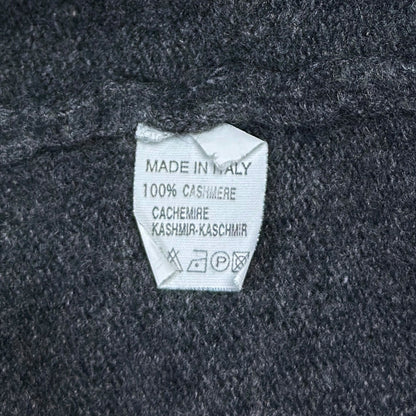 MADE IN ITALY
100% CASHMERE
CACHEMIRE
KASHMIR-KASCHMIR
P